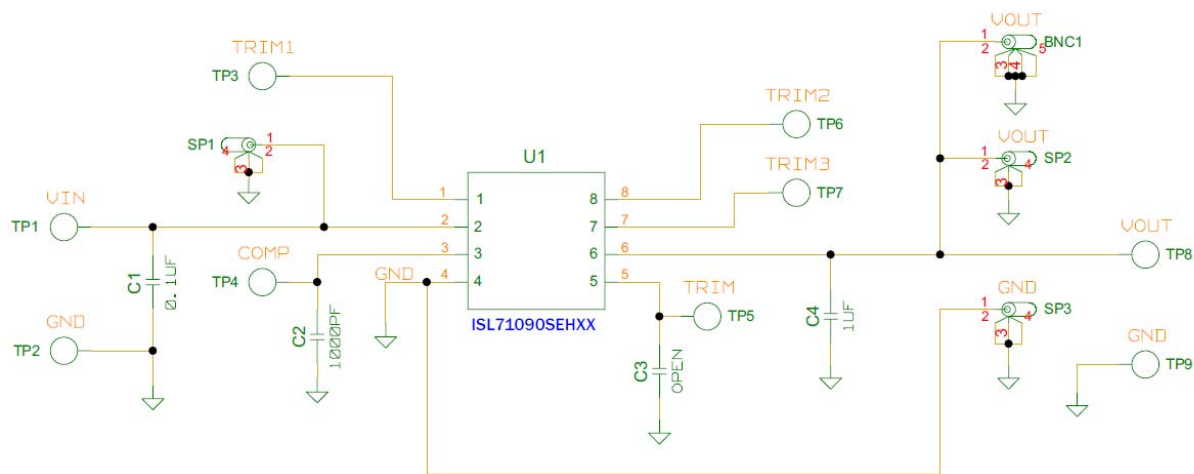 VOUT
1
2
BNC1
5
3
4
TRIM1
TP3
TRIM2
TP6
SP1
4
1
2
3
VOUT
1
2
SP2
4
3
U1
TRIM3
TP7
1
1
8
8
VIN
TP1
2
2
7
7
COMP
TP4
3
3
6
6
VOUT
TP8
GND
4
4
5
5
C1
0.1UF
ISL71090SEHXX
TRIM
TP5
C4
1UF
GND
1
2
SP3
4
3
GND
TP2
C2
1000PF
C3
OPEN
GND
TP9